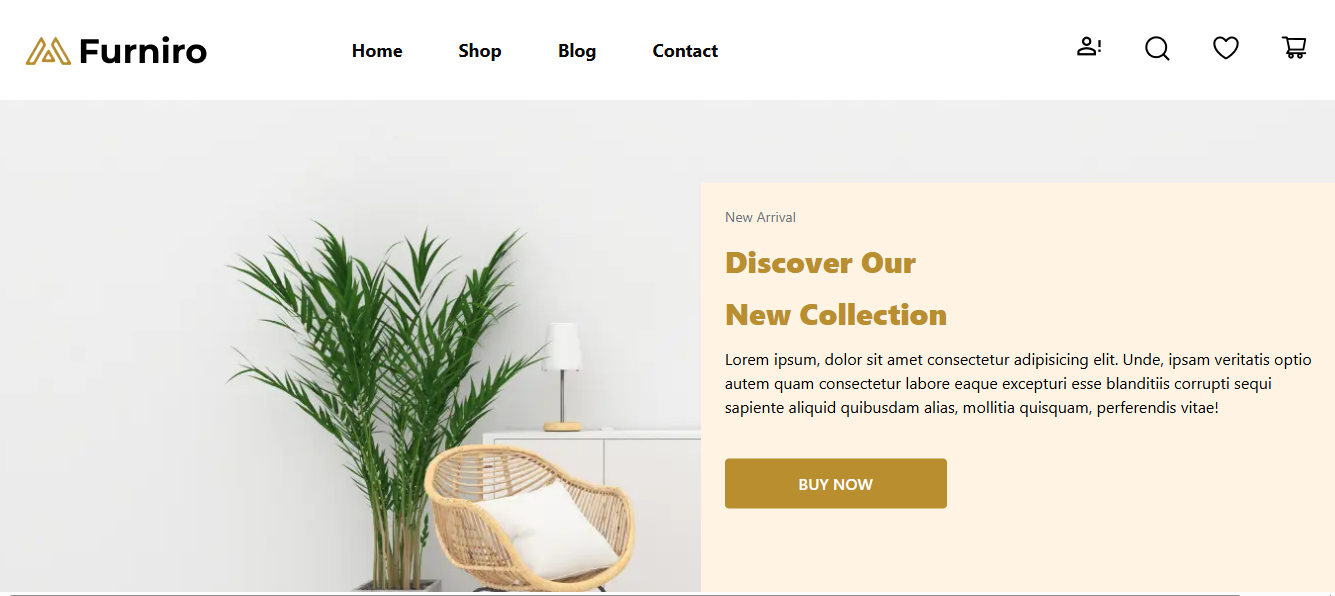 Furniro
Home
Shop
Blog
Contact
New Arrival
Discover Our
New Collection
Lorem ipsum, dolor sit amet consectetur adipisicing elit. Unde, ipsam veritatis optio
autem quam consectetur labore eaque excepturi esse blanditiis corrupti sequi
sapiente aliquid quibusdam alias, mollitia quisquam, perferendis vitae!
BUY NOW